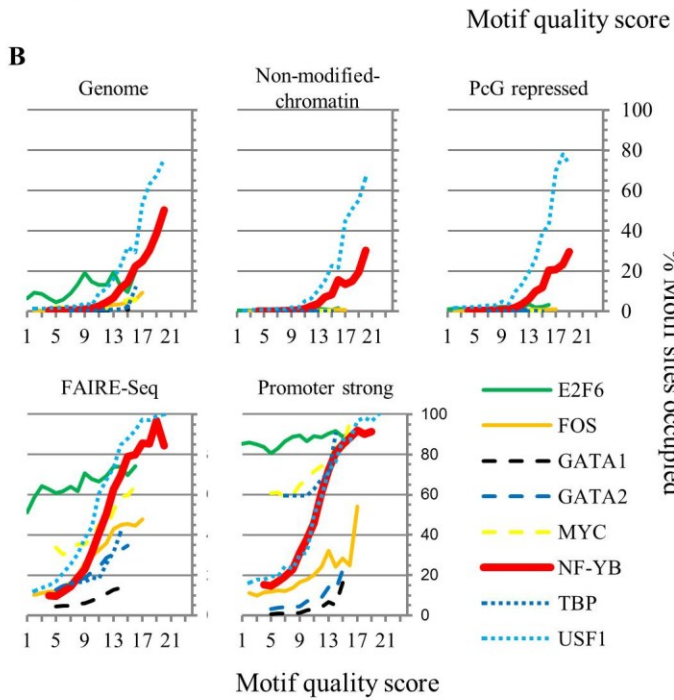 Motif quality score
B
Genome
Non-modified-
chromatin
PcG repressed
100
80
60
40
20
0
1 5 9 13 17 21
1 5 9 13 17 21
1 5 9 13 17 21
% Motif sites occupied
FAIRE-Seq
Promoter strong
100
80
60
40
20
0
1 5 9 13 17 21
1 5 9 13 17 21
E2F6
FOS
GATA1
GATA2
MYC
NF-YB
TBP
USF1
Motif quality score